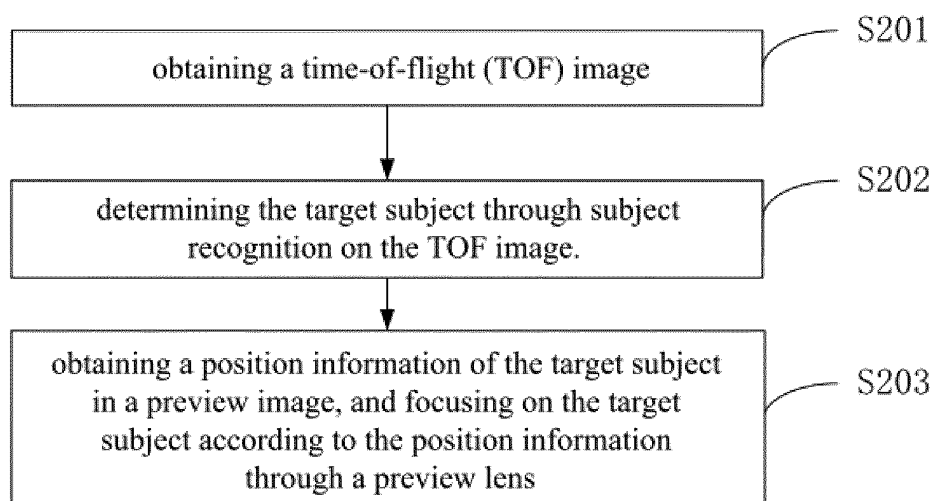 S201
obtaining a time-of-flight (TOF) image
S202
determining the target subject through subject
recognition on the TOF image.
S203
obtaining a position information of the target subject
in a preview image, and focusing on the target
subject according to the position information
through a preview lens